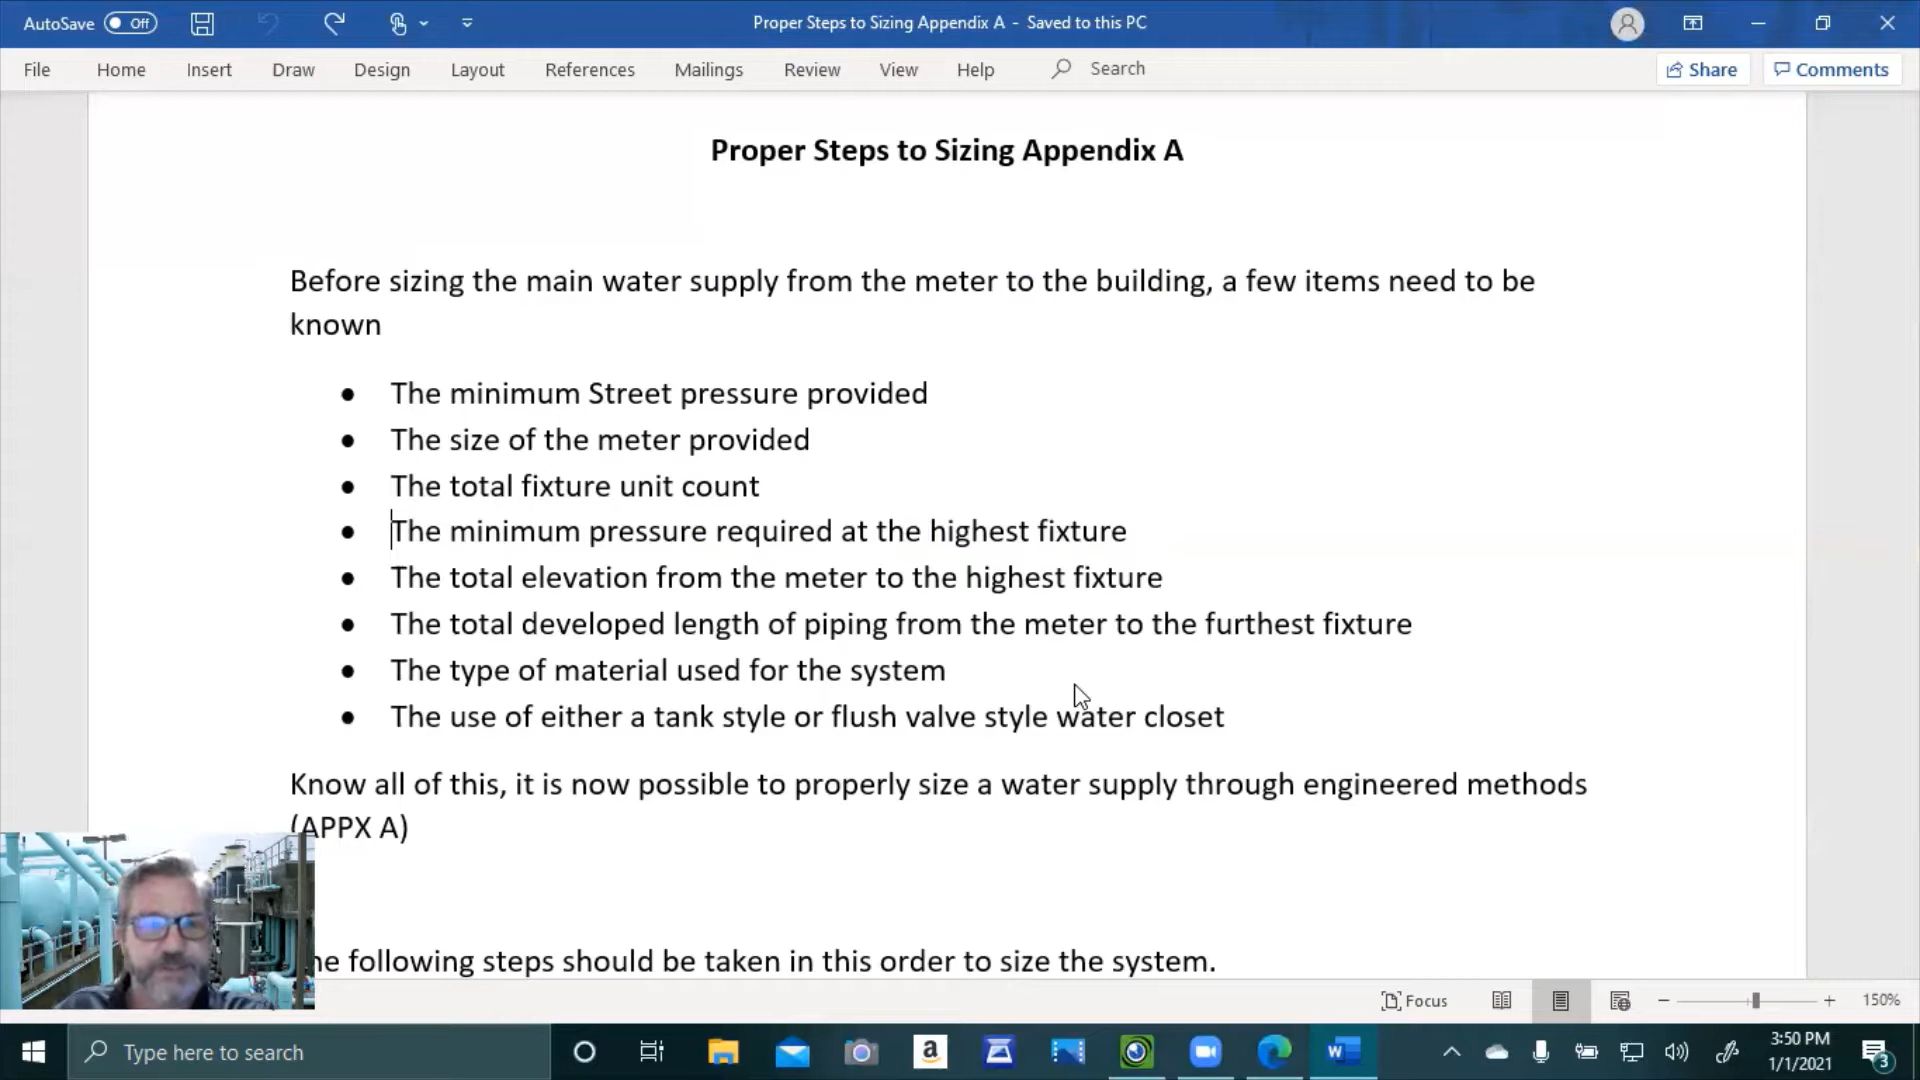 AutoSave Off
Proper Steps to Sizing Appendix A - Saved to this PC
File Home Insert Draw Design Layout References Mailings Review View Help Search Share Comments
Proper Steps to Sizing Appendix A
Before sizing the main water supply from the meter to the building, a few items need to be
known
• The minimum Street pressure provided
• The size of the meter provided
• The total fixture unit count
• The minimum pressure required at the highest fixture
• The total elevation from the meter to the highest fixture
• The total developed length of piping from the meter to the furthest fixture
• The type of material used for the system
• The use of either a tank style or flush valve style water closet
Know all of this, it is now possible to properly size a water supply through engineered methods
(APPX A)
he following steps should be taken in this order to size the system.
Focus 150%
Type here to search
a
W
3:50 PM
1/1/2021
3